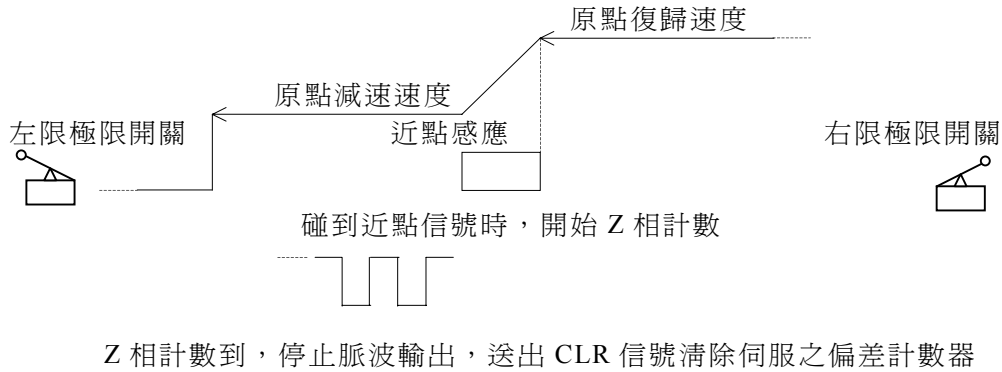 原點復歸速度
原點減速速度
左限極限開關
近點感應
右限極限開關
碰到近點信號時，開始 Z 相計數
Z 相計數到，停止脈波輸出，送出 CLR 信號清除伺服之偏差計數器